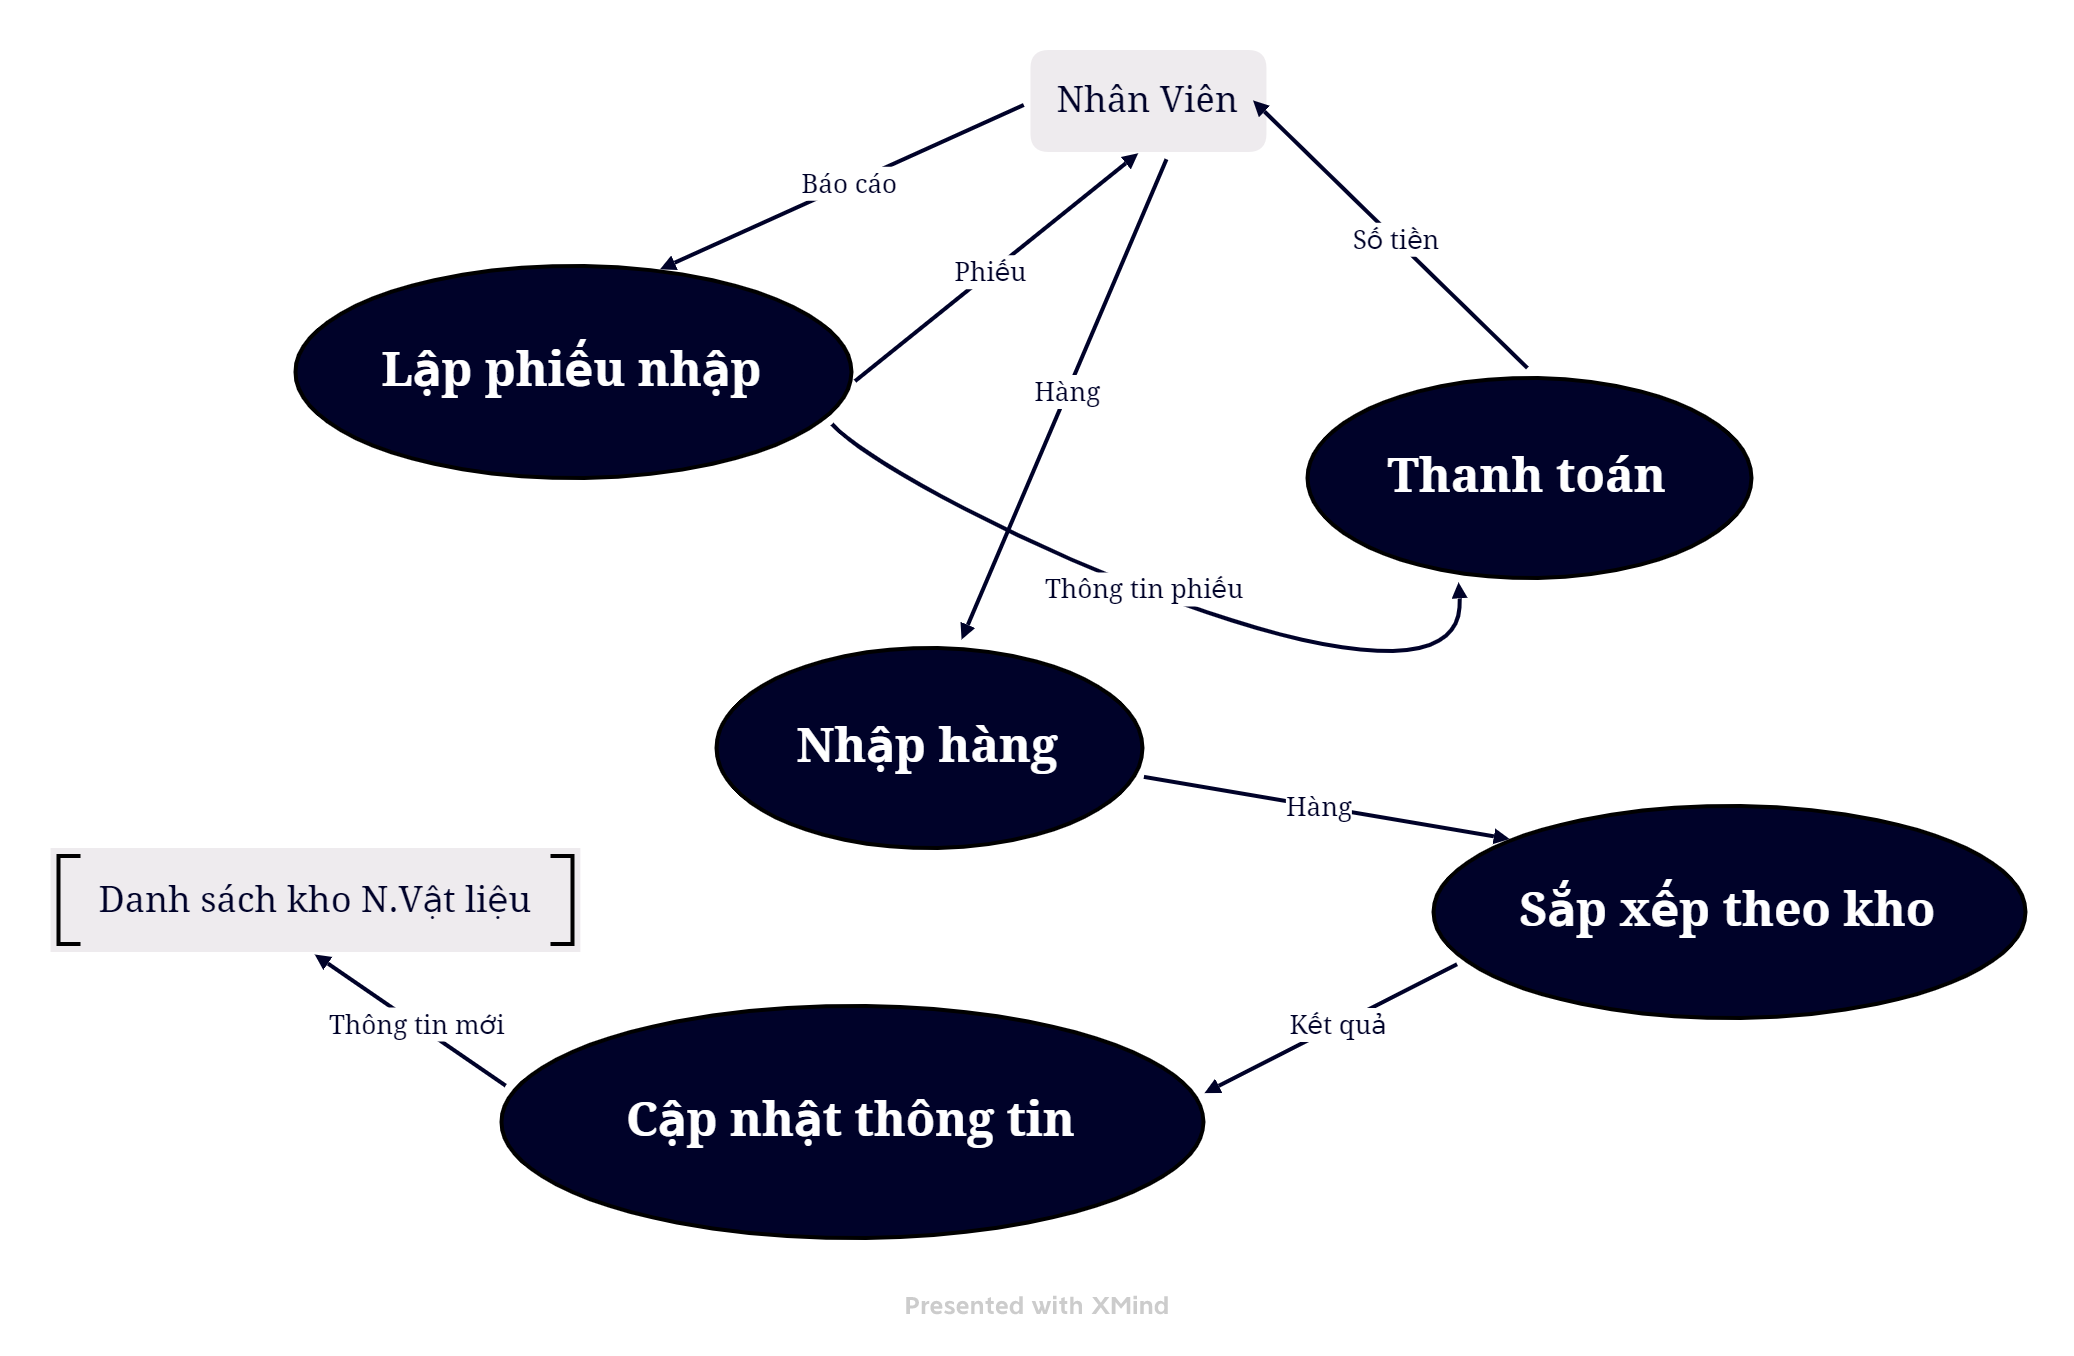 Nhân Viên
Báo cáo
Số tiền
Phiếu
Lập phiếu nhập
Hàng
Thanh toán
Thông tin phiếu
Nhập hàng
Hàng
Danh sách kho N.Vật liệu
Sắp xếp theo kho
Thông tin mới
Kết quả
Cập nhật thông tin
Presented with XMind